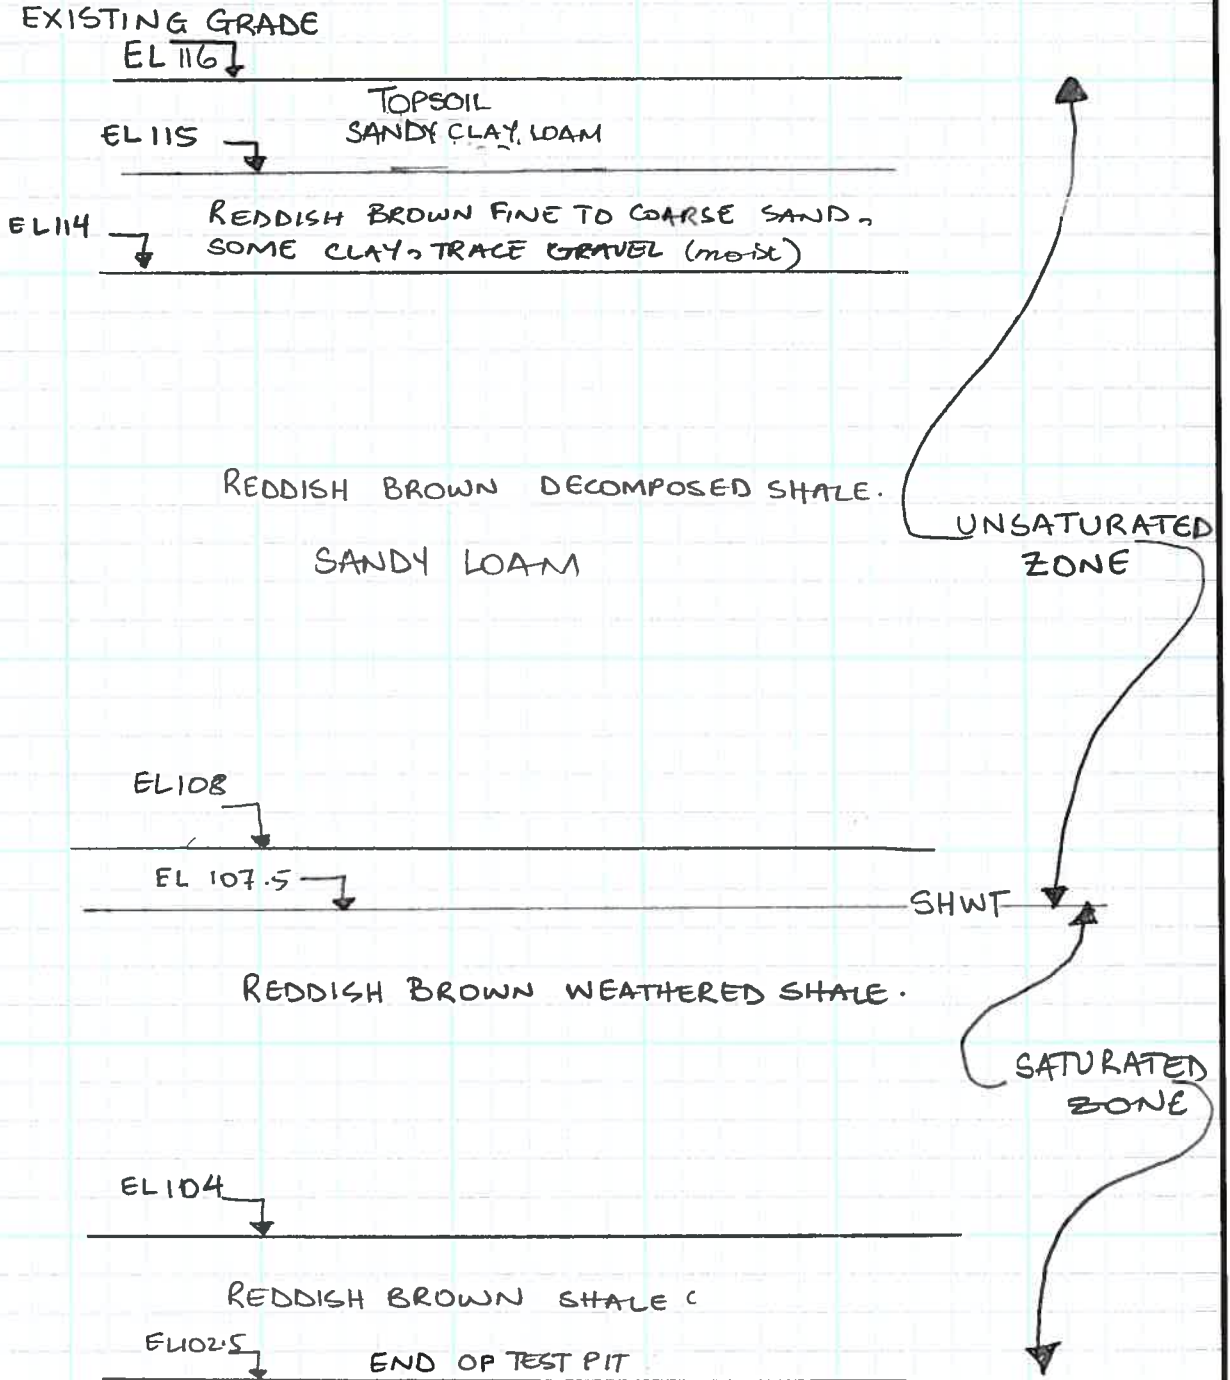 EXISTING GRADE
EL 116
TOPSOIL
EL 115
SANDY CLAY LOAM
EL 114
REDDISH BROWN FINE TO COARSE SAND,
SOME CLAY, TRACE GRAVEL (moist)
REDDISH BROWN DECOMPOSED SHALE.
UNSATURATED
ZONE
SANDY LOAM
EL 108
EL 107.5
SHWT
REDDISH BROWN WEATHERED SHALE.
SATURATED
ZONE
EL 104
REDDISH BROWN SHALE
EL 102.5
END OF TEST PIT